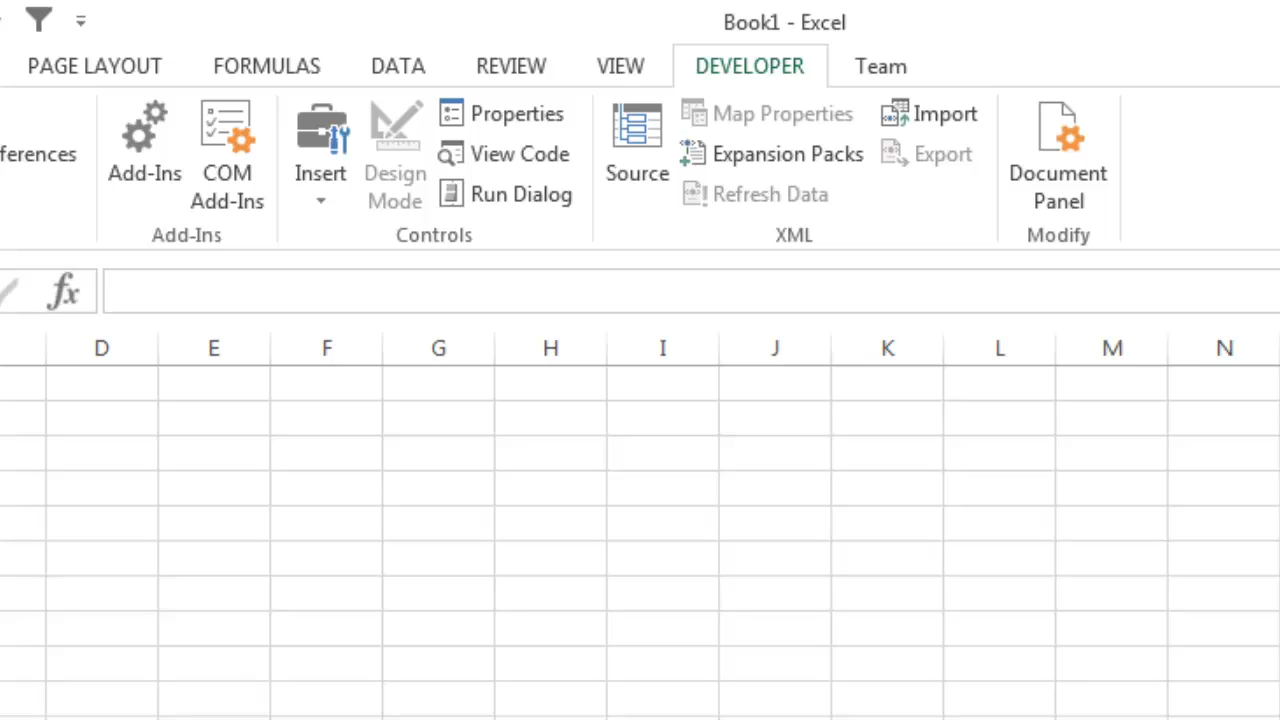 Book1 - Excel
PAGE LAYOUT FORMULAS DATA REVIEW VIEW DEVELOPER Team
ferences
Add-Ins
COM
Add-Ins
Add-Ins
Insert
Design
Mode
Properties
View Code
Run Dialog
Controls
Source
Map Properties
Expansion Packs
Refresh Data
Import
Export
XML
Document
Panel
Modify
fx
D E F G H I J K L M N